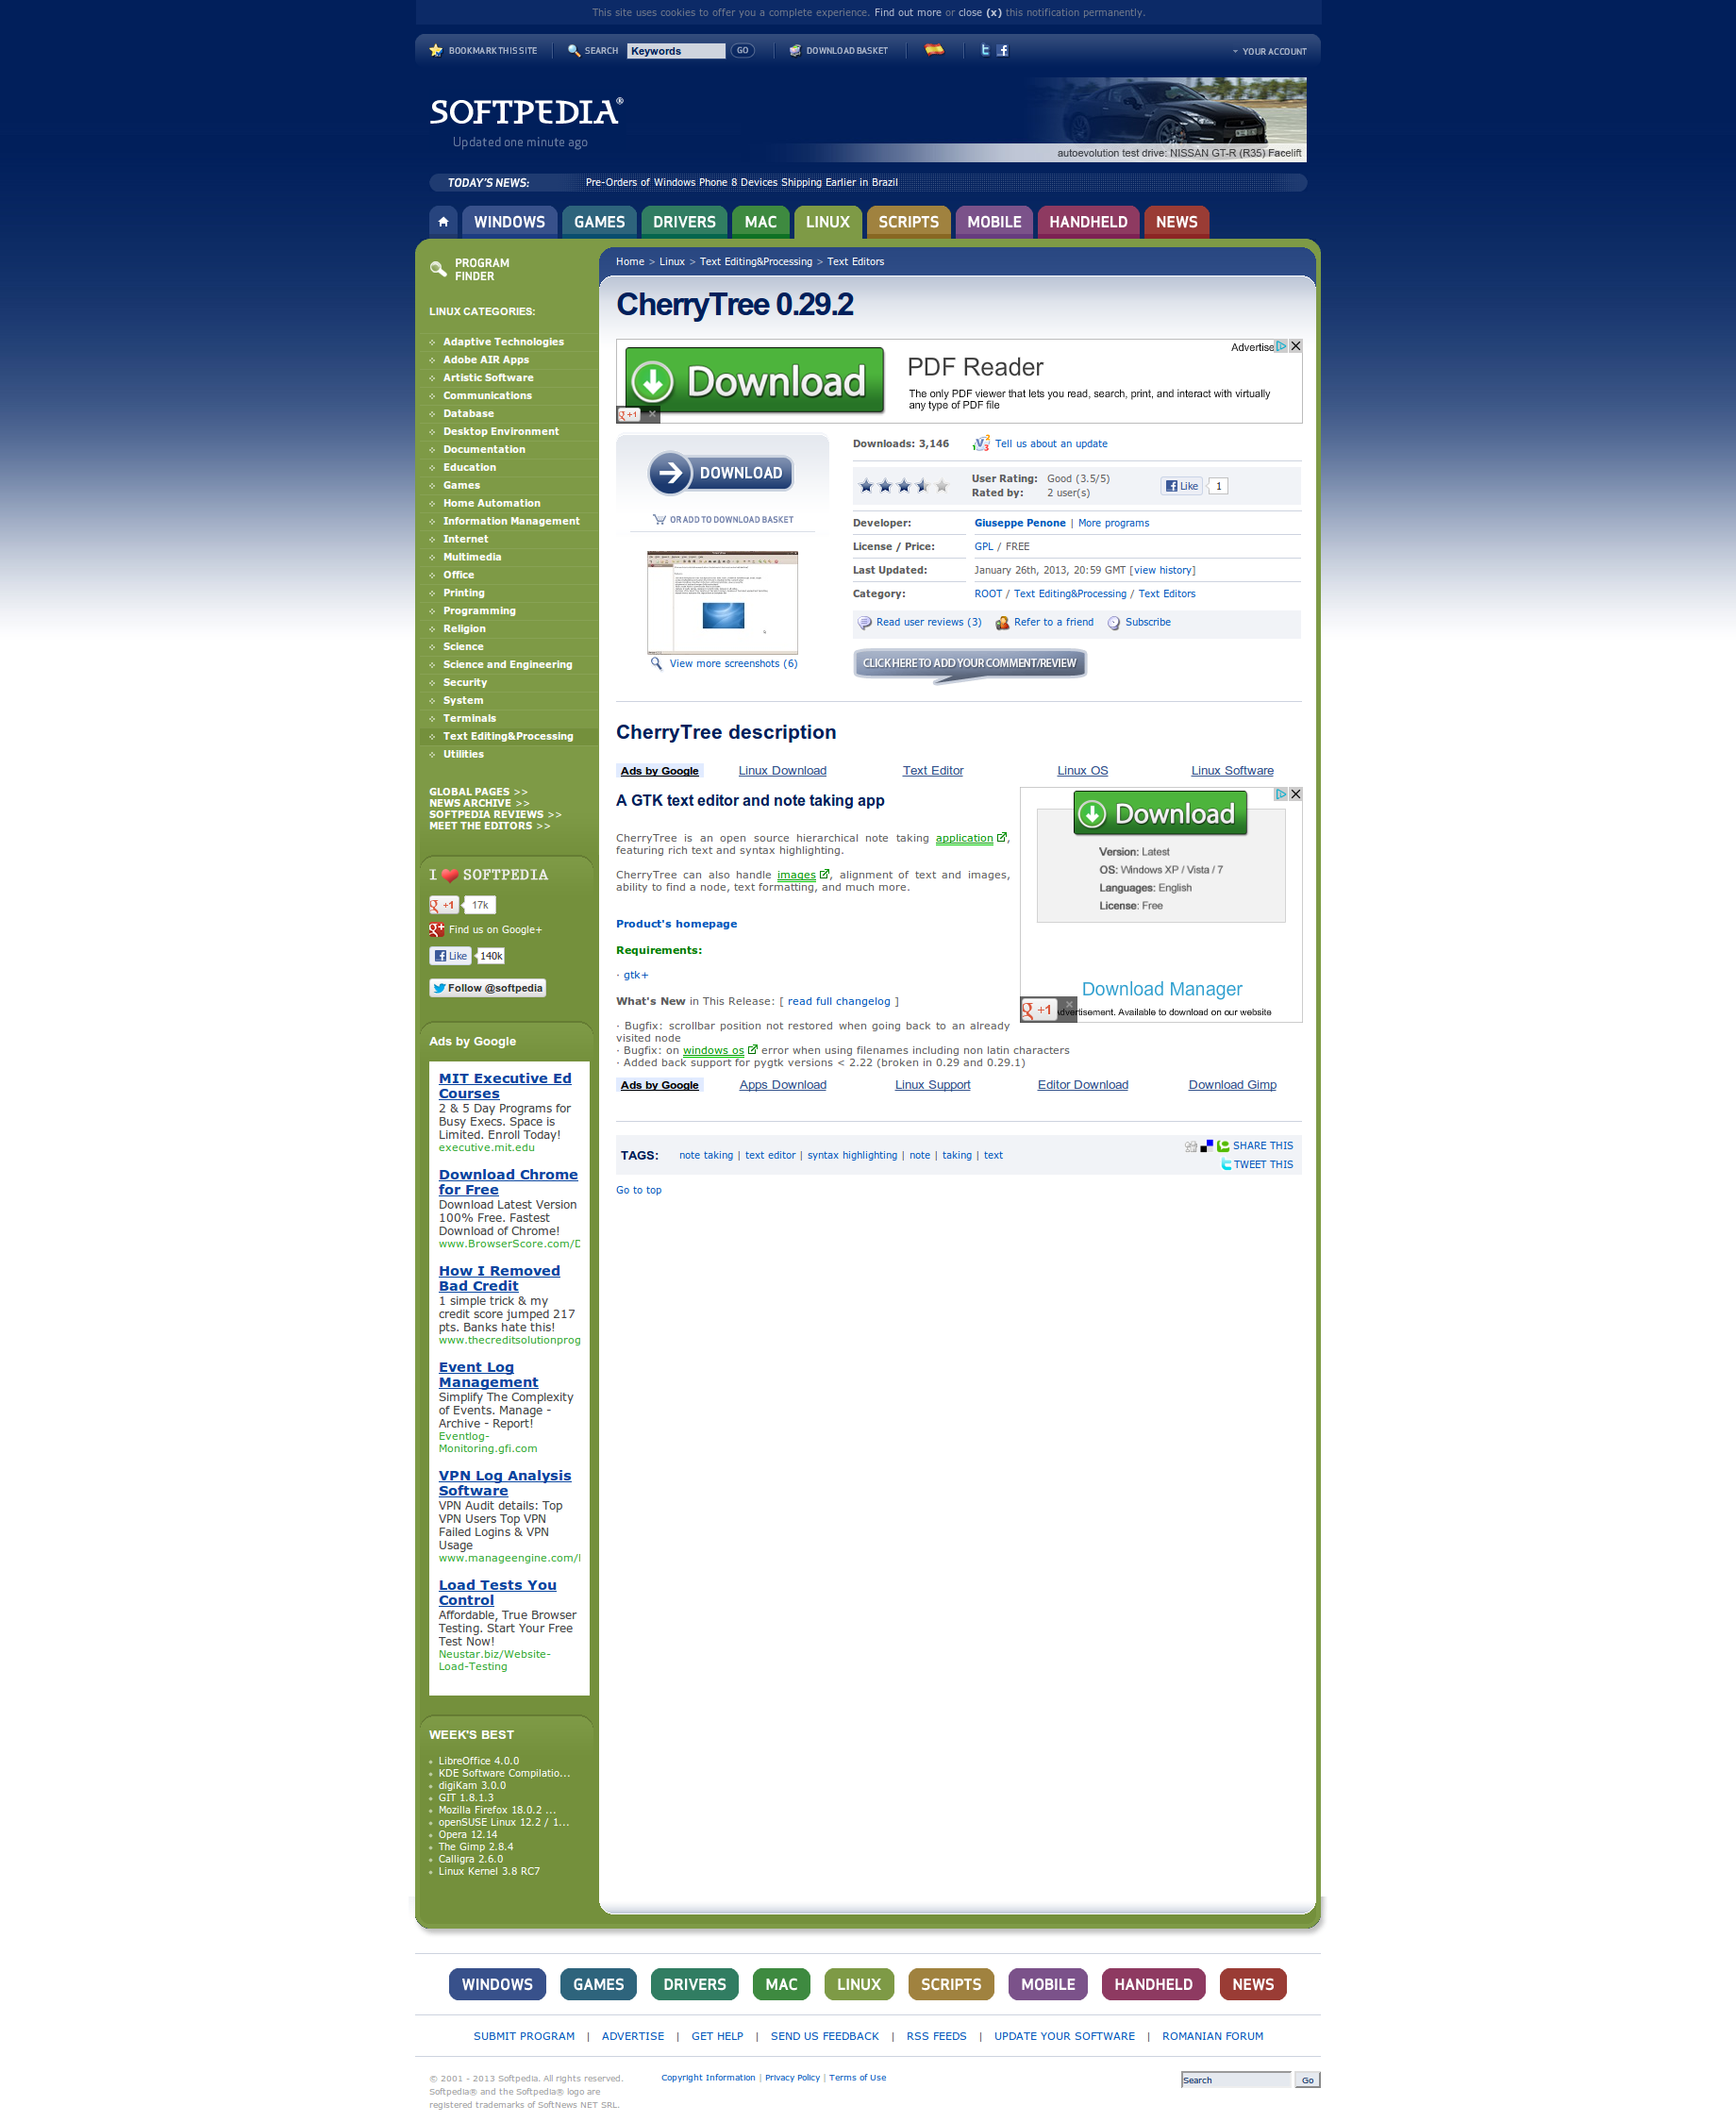 This site uses cookies to offer you a complete experience. Find out more or close (x) this notification permanently.
BOOKMARK THIS SITE
SEARCH
Keywords
GO
DOWNLOAD BASKET
YOUR ACCOUNT
SOFTPEDIA®
Updated one minute ago
autoevolution test drive: NISSAN GT-R (R35) Facelift
TODAY'S NEWS:
Pre-Orders of Windows Phone 8 Devices Shipping Earlier in Brazil
WINDOWS GAMES DRIVERS MAC LINUX SCRIPTS MOBILE HANDHELD NEWS
PROGRAM
FINDER
LINUX CATEGORIES:
Adaptive Technologies
Adobe AIR Apps
Artistic Software
Communications
Database
Desktop Environment
Documentation
Education
Games
Home Automation
Information Management
Internet
Multimedia
Office
Printing
Programming
Religion
Science
Science and Engineering
Security
System
Terminals
Text Editing&Processing
Utilities
GLOBAL PAGES >>
NEWS ARCHIVE >>
SOFTPEDIA REVIEWS >>
MEET THE EDITORS >>
I SOFTPEDIA
g +1 17k
Find us on Google+
Like 140k
Follow @softpedia
Ads by Google
MIT Executive Ed
Courses
2 & 5 Day Programs for
Busy Execs. Space is
Limited. Enroll Today!
executive.mit.edu
Download Chrome
for Free
Download Latest Version
100% Free. Fastest
Download of Chrome!
www.BrowserScore.com/D
How I Removed
Bad Credit
1 simple trick & my
credit score jumped 217
pts. Banks hate this!
www.thecreditsolutionprog
Event Log
Management
Simplify The Complexity
of Events. Manage -
Archive - Report!
Eventlog-
Monitoring.gfi.com
VPN Log Analysis
Software
VPN Audit details: Top
VPN Users Top VPN
Failed Logins & VPN
Usage
www.manageengine.com/
Load Tests You
Control
Affordable, True Browser
Testing. Start Your Free
Test Now!
Neustar.biz/Website-
Load-Testing
WEEK'S BEST
LibreOffice 4.0.0
KDE Software Compilatio...
digiKam 3.0.0
GIT 1.8.1.3
Mozilla Firefox 18.0.2 ...
openSUSE Linux 12.2 / 1...
Opera 12.14
The Gimp 2.8.4
Calligra 2.6.0
Linux Kernel 3.8 RC7
Home > Linux > Text Editing&Processing > Text Editors
CherryTree 0.29.2
Download
PDF Reader
Advertise
The only PDF viewer that lets you read, search, print, and interact with virtually
any type of PDF file
g +1
DOWNLOAD
OR ADD TO DOWNLOAD BASKET
View more screenshots (6)
Downloads: 3,146
Tell us about an update
User Rating: Good (3.5/5)
Rated by: 2 user(s)
Like 1
Developer: Giuseppe Penone | More programs
License / Price: GPL / FREE
Last Updated: January 26th, 2013, 20:59 GMT [view history]
Category: ROOT / Text Editing&Processing / Text Editors
Read user reviews (3) Refer to a friend Subscribe
CLICK HERE TO ADD YOUR COMMENT/REVIEW
CherryTree description
Ads by Google Linux Download Text Editor Linux OS Linux Software
A GTK text editor and note taking app
CherryTree is an open source hierarchical note taking application,
featuring rich text and syntax highlighting.
CherryTree can also handle images, alignment of text and images,
ability to find a node, text formatting, and much more.
Product's homepage
Requirements:
· gtk+
What's New in This Release: [ read full changelog ]
· Bugfix: scrollbar position not restored when going back to an already
visited node
· Bugfix: on windows os error when using filenames including non latin characters
· Added back support for pygtk versions < 2.22 (broken in 0.29 and 0.29.1)
Download
Version: Latest
OS: Windows XP / Vista / 7
Languages: English
License: Free
Download Manager
g +1
dvertisement. Available to download on our website
Ads by Google Apps Download Linux Support Editor Download Download Gimp
TAGS: note taking | text editor | syntax highlighting | note | taking | text
SHARE THIS
TWEET THIS
Go to top
WINDOWS GAMES DRIVERS MAC LINUX SCRIPTS MOBILE HANDHELD NEWS
SUBMIT PROGRAM | ADVERTISE | GET HELP | SEND US FEEDBACK | RSS FEEDS | UPDATE YOUR SOFTWARE | ROMANIAN FORUM
© 2001 - 2013 Softpedia. All rights reserved.
Softpedia® and the Softpedia® logo are
registered trademarks of SoftNews NET SRL.
Copyright Information | Privacy Policy | Terms of Use
Search
Go